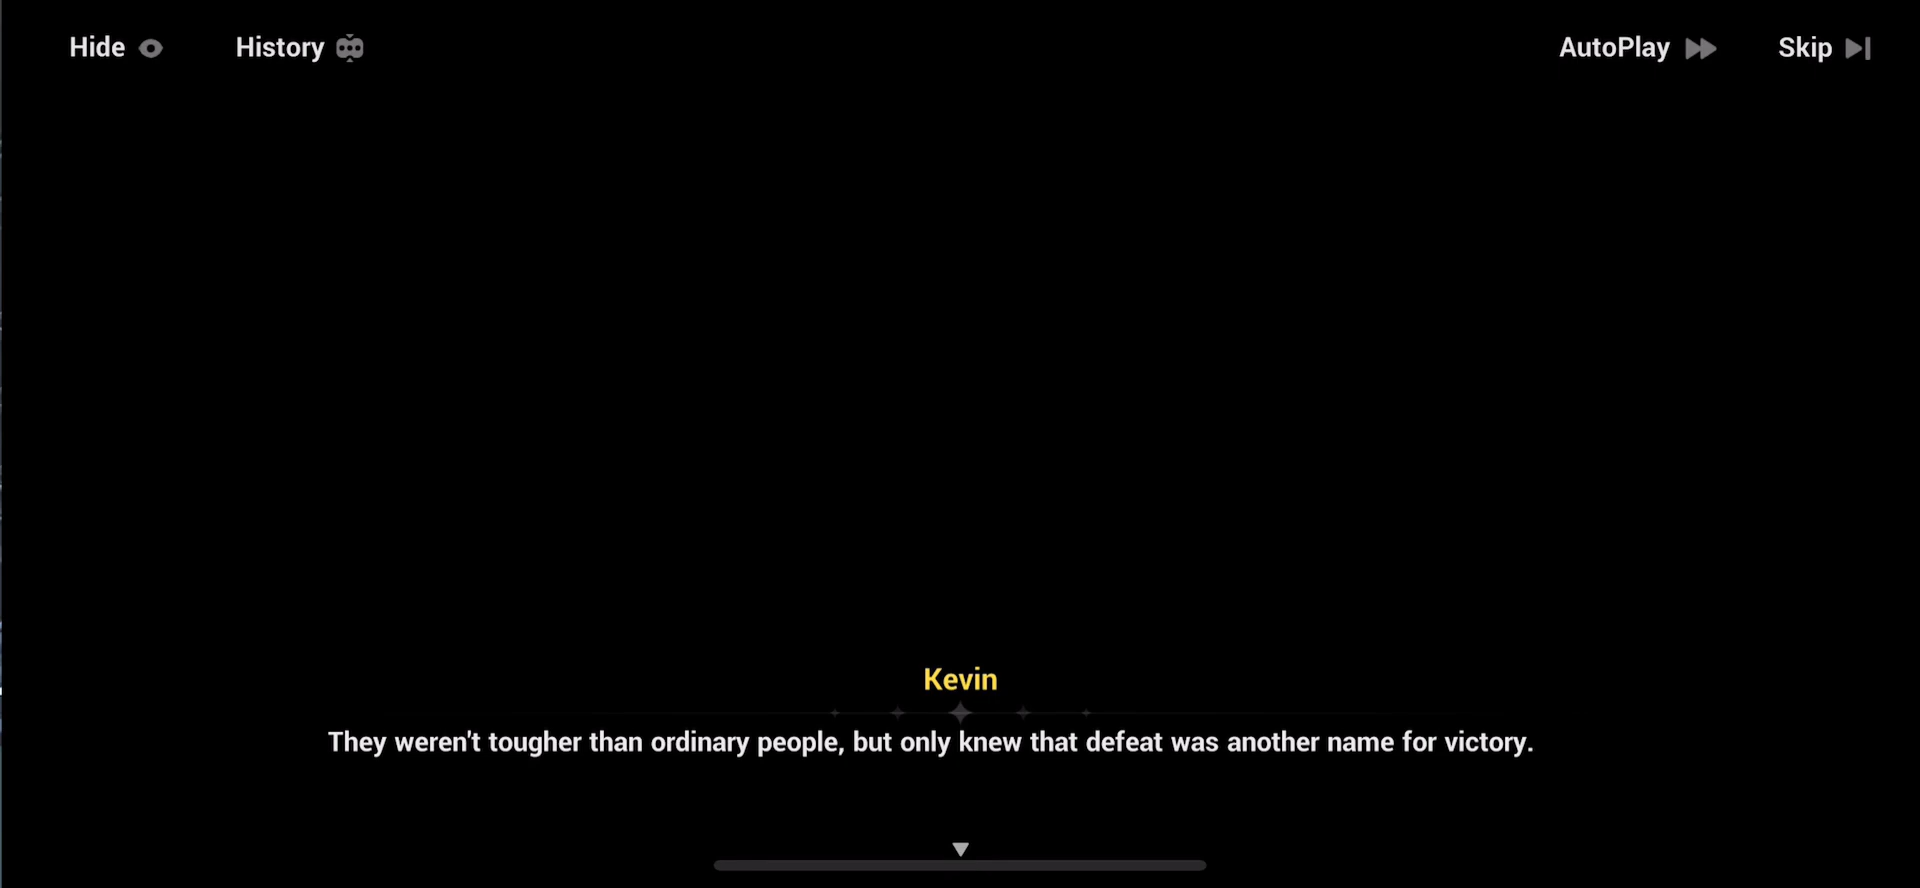 Hide
History
AutoPlay
Skip
Kevin
They weren't tougher than ordinary people, but only knew that defeat was another name for victory.